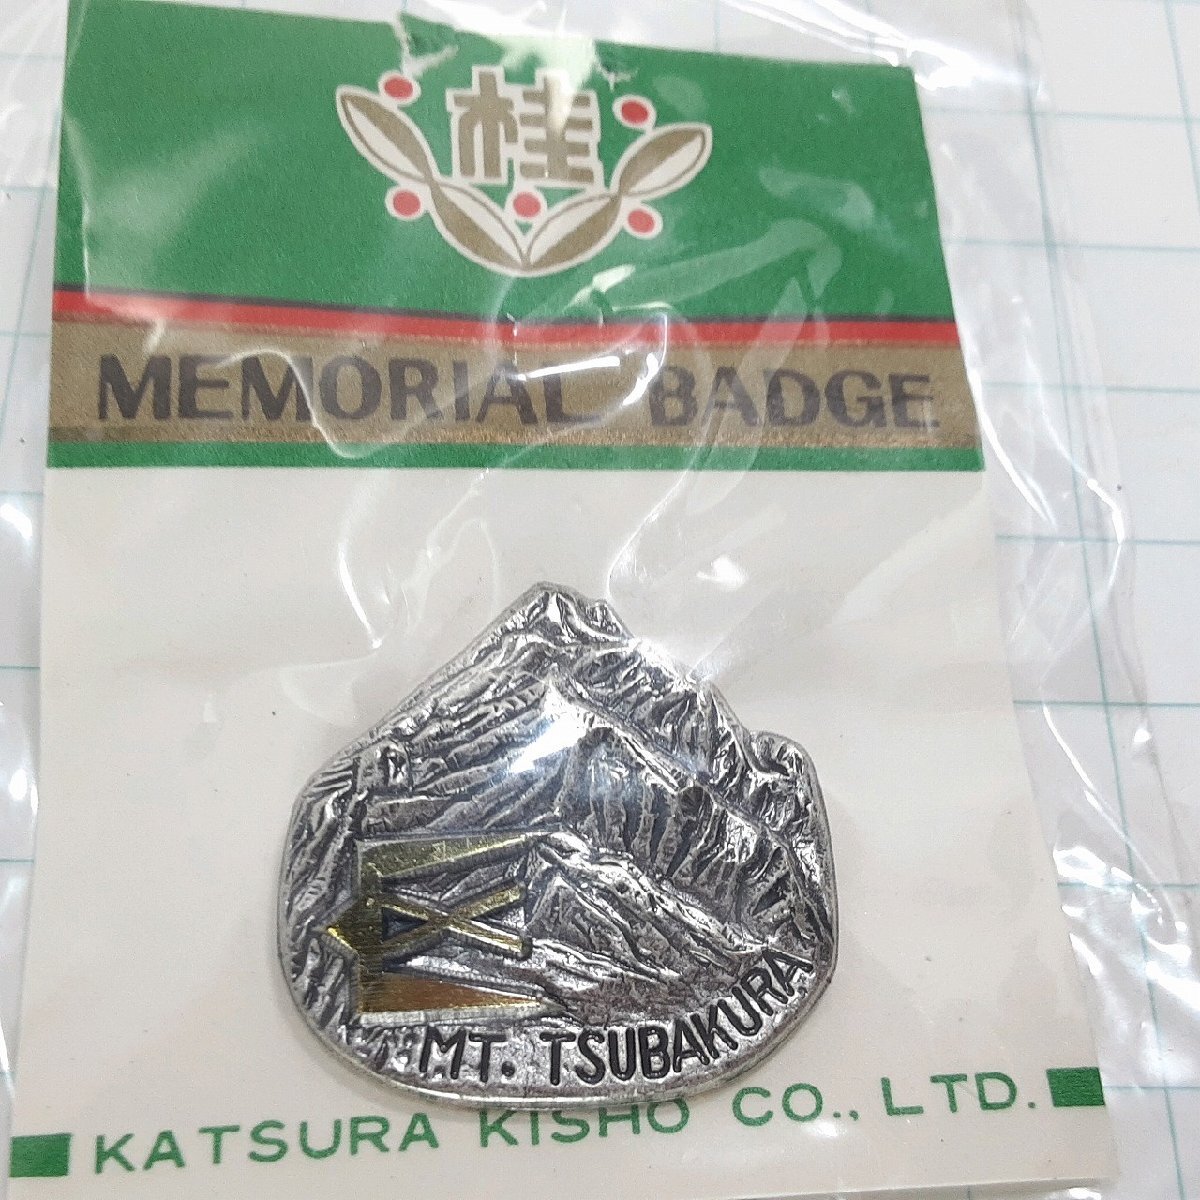 桂
MEMORIAL BADGE
MT. TSUBAKURA
KATSURA KISHO CO., LTD.